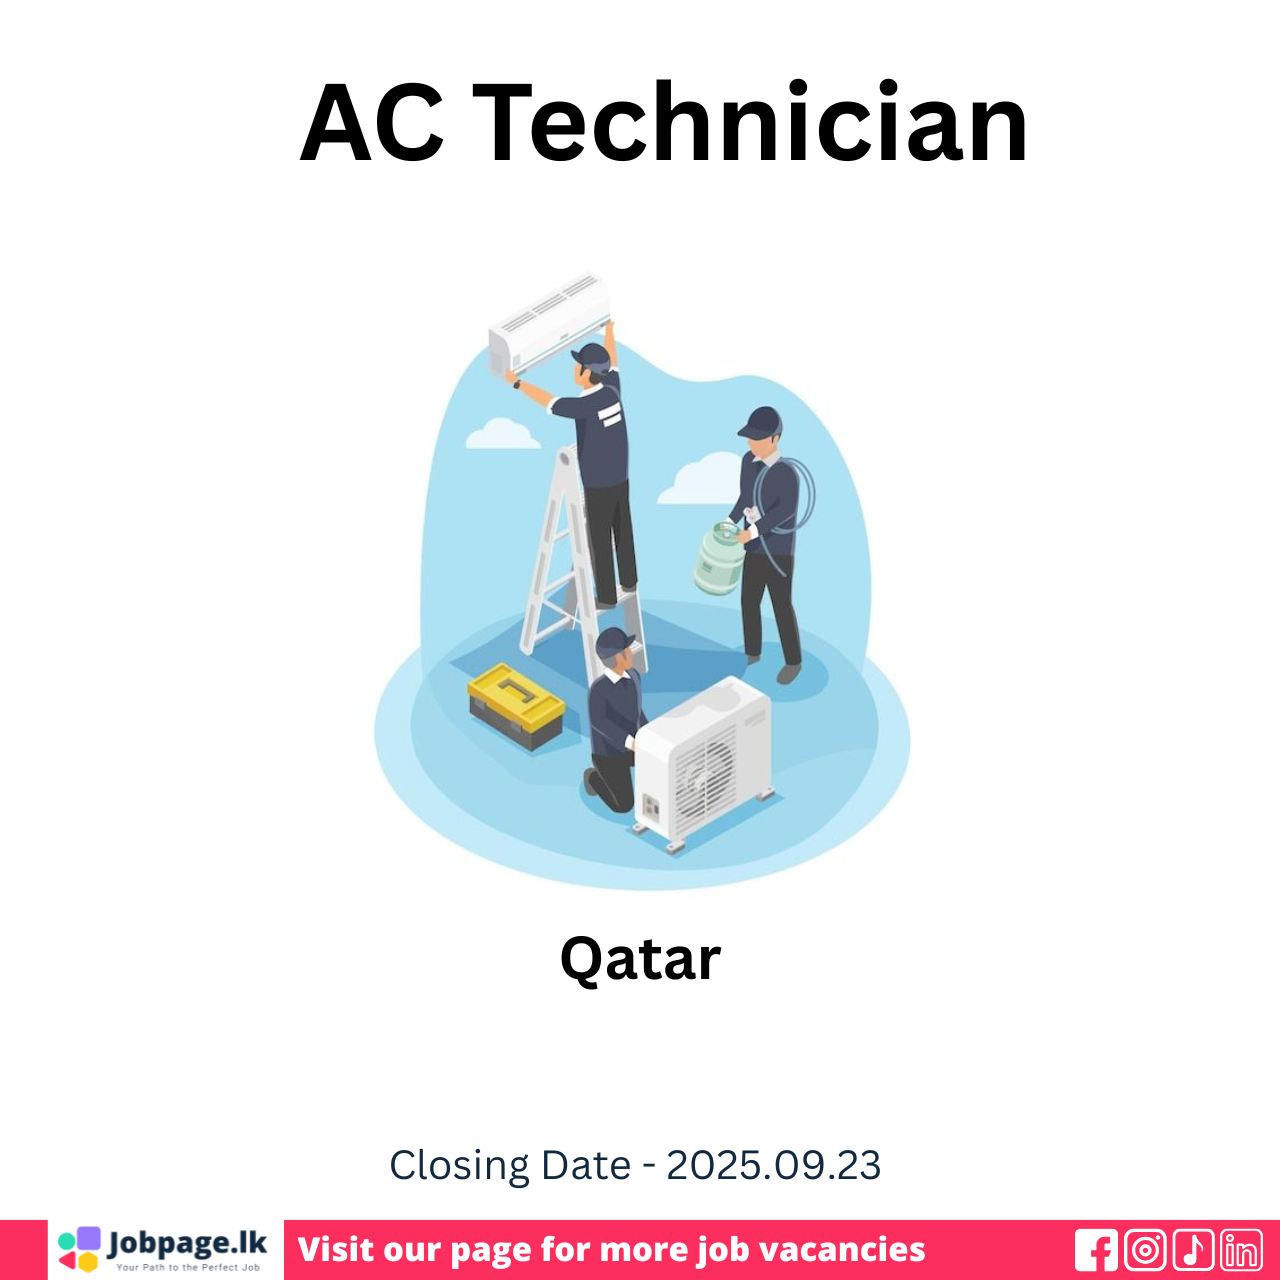 AC Technician
Qatar
Closing Date - 2025.09.23
Jobpage.lk
Your Path to the Perfect Job
Visit our page for more job vacancies